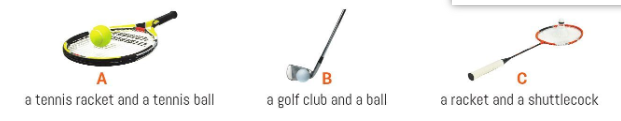 A
B
C
a tennis racket and a tennis ball
a golf club and a ball
a racket and a shuttlecock